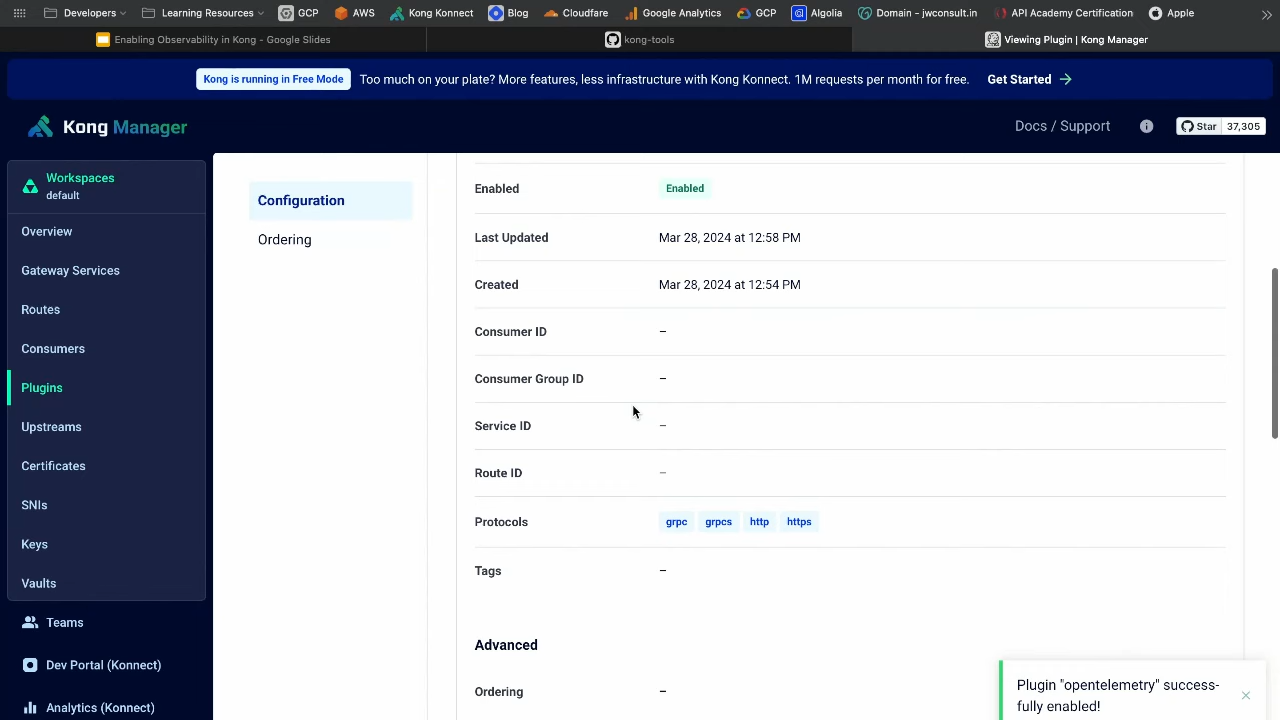 Developers
Learning Resources
GCP
AWS
Kong Konnect
Blog
Cloudfare
Google Analytics
GCP
Algolia
Domain - jwconsult.in
API Academy Certification
Apple
Enabling Observability in Kong - Google Slides
kong-tools
Viewing Plugin | Kong Manager
Kong is running in Free Mode
Too much on your plate? More features, less infrastructure with Kong Konnect. 1M requests per month for free.
Get Started →
Kong Manager
Docs / Support
Star 37,305
Workspaces
default
Overview
Gateway Services
Routes
Consumers
Plugins
Upstreams
Certificates
SNIs
Keys
Vaults
Teams
Dev Portal (Konnect)
Analytics (Konnect)
Configuration
Ordering
Enabled Enabled
Last Updated Mar 28, 2024 at 12:58 PM
Created Mar 28, 2024 at 12:54 PM
Consumer ID –
Consumer Group ID –
Service ID –
Route ID –
Protocols grpc grpcs http https
Tags –
Advanced
Ordering –
Plugin "opentelemetry" success-
fully enabled!